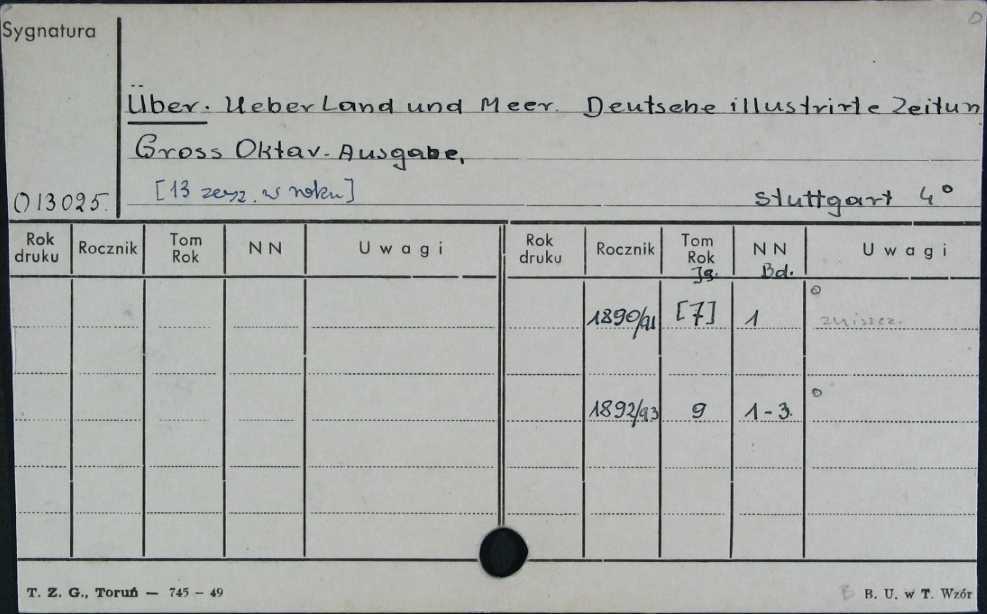 Sygnatura
Über. Ueber Land und Meer. Deutsche illustrirte Zeitun
Gross Oktav-Ausgabe,
[13 zesz. w roku]
O13025. Stuttgart 4°
Rok druku Rocznik Tom Rok NN Uwagi Rok druku Rocznik Tom Rok NN Uwagi
Jg. Bd.
1890/91 [7] 1 o zniszcz.
1892/93 9 1-3. o
T. Z. G., Toruń — 745 - 49 B. U. w T. Wzór